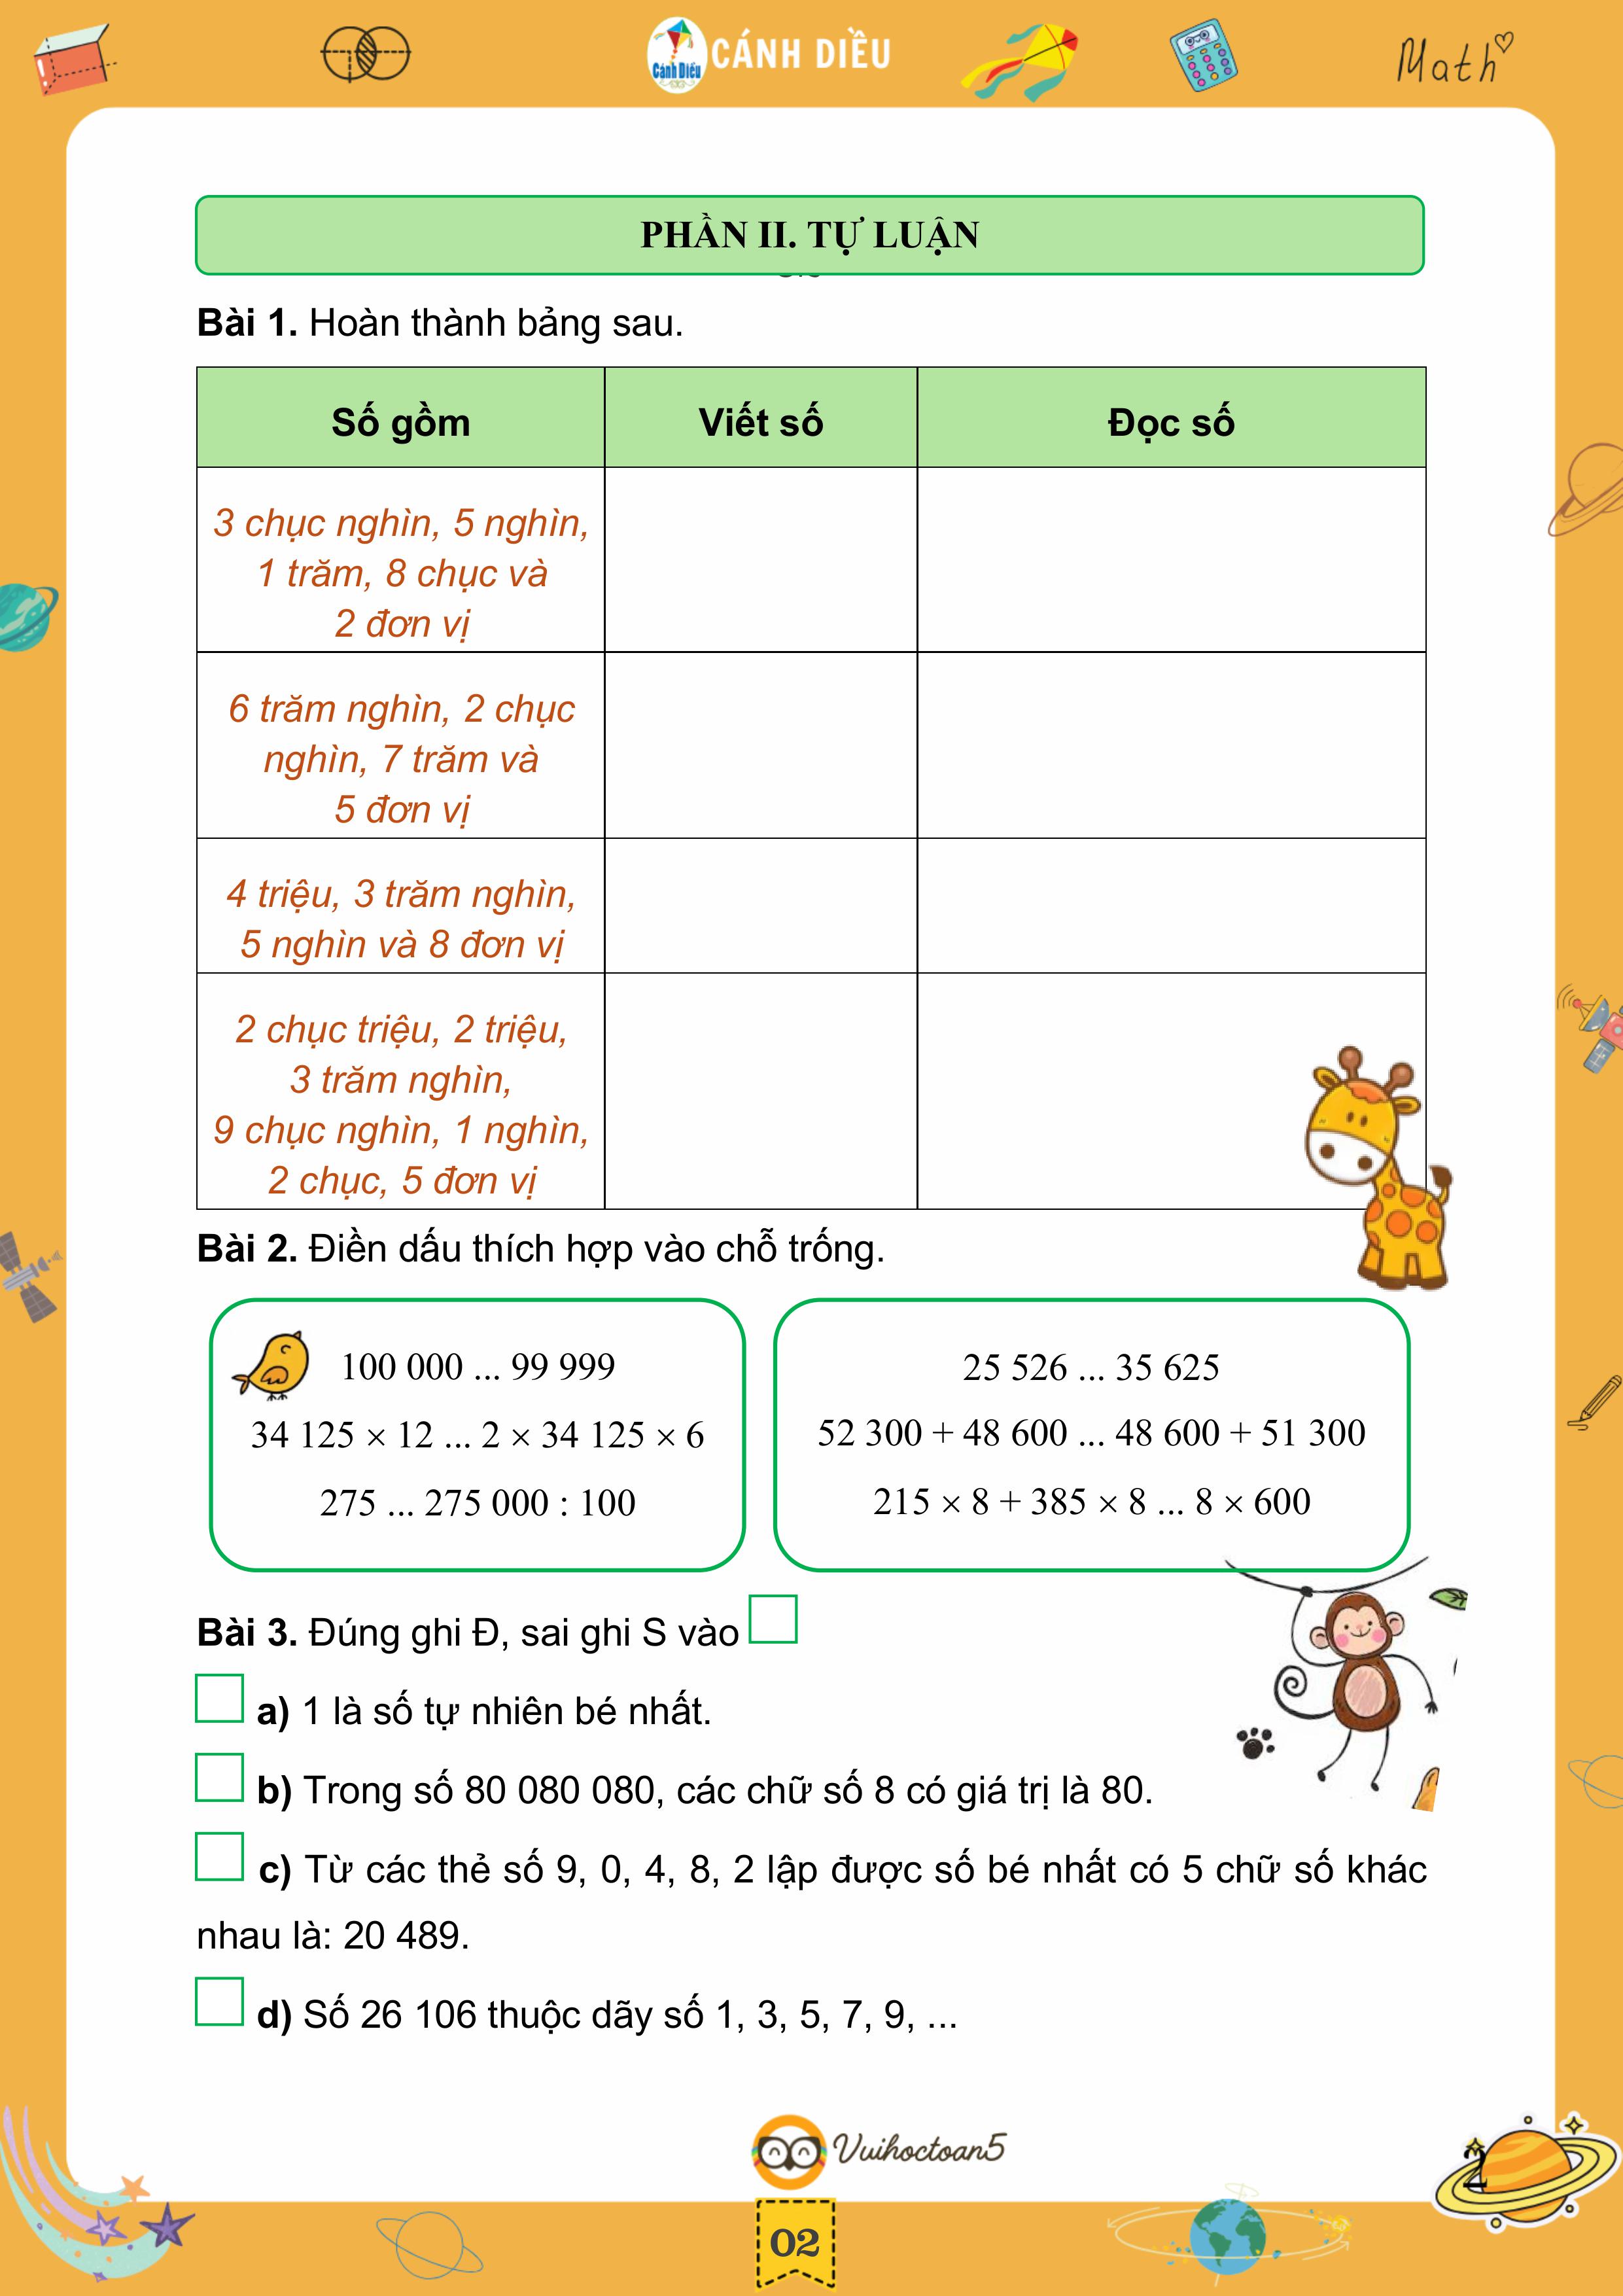 Cánh Diều
CÁNH DIỀU
Math
PHẦN II. TỰ LUẬN
Bài 1. Hoàn thành bảng sau.
Số gồm Viết số Đọc số
3 chục nghìn, 5 nghìn,
1 trăm, 8 chục và
2 đơn vị
6 trăm nghìn, 2 chục
nghìn, 7 trăm và
5 đơn vị
4 triệu, 3 trăm nghìn,
5 nghìn và 8 đơn vị
2 chục triệu, 2 triệu,
3 trăm nghìn,
9 chục nghìn, 1 nghìn,
2 chục, 5 đơn vị
Bài 2. Điền dấu thích hợp vào chỗ trống.
100 000 ... 99 999
34 125 × 12 ... 2 × 34 125 × 6
275 ... 275 000 : 100
25 526 ... 35 625
52 300 + 48 600 ... 48 600 + 51 300
215 × 8 + 385 × 8 ... 8 × 600
Bài 3. Đúng ghi Đ, sai ghi S vào
a) 1 là số tự nhiên bé nhất.
b) Trong số 80 080 080, các chữ số 8 có giá trị là 80.
c) Từ các thẻ số 9, 0, 4, 8, 2 lập được số bé nhất có 5 chữ số khác
nhau là: 20 489.
d) Số 26 106 thuộc dãy số 1, 3, 5, 7, 9, ...
Vuihoctoan5
2
02